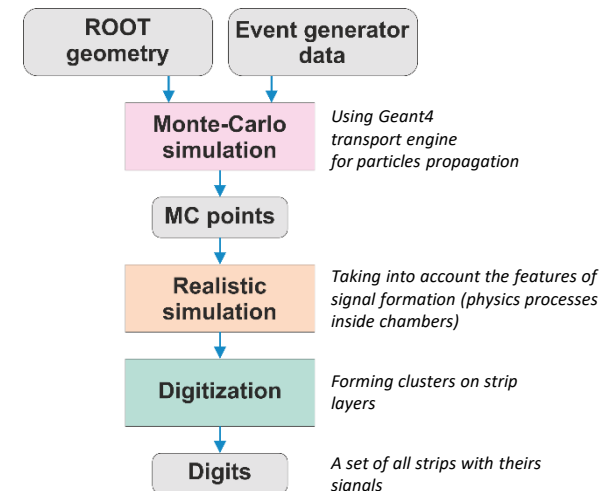 ROOT
geometry
Event generator
data
Monte-Carlo
simulation
Using Geant4
transport engine
for particles propagation
MC points
Realistic
simulation
Taking into account the features of
signal formation (physics processes
inside chambers)
Digitization
Forming clusters on strip
layers
Digits
A set of all strips with theirs
signals